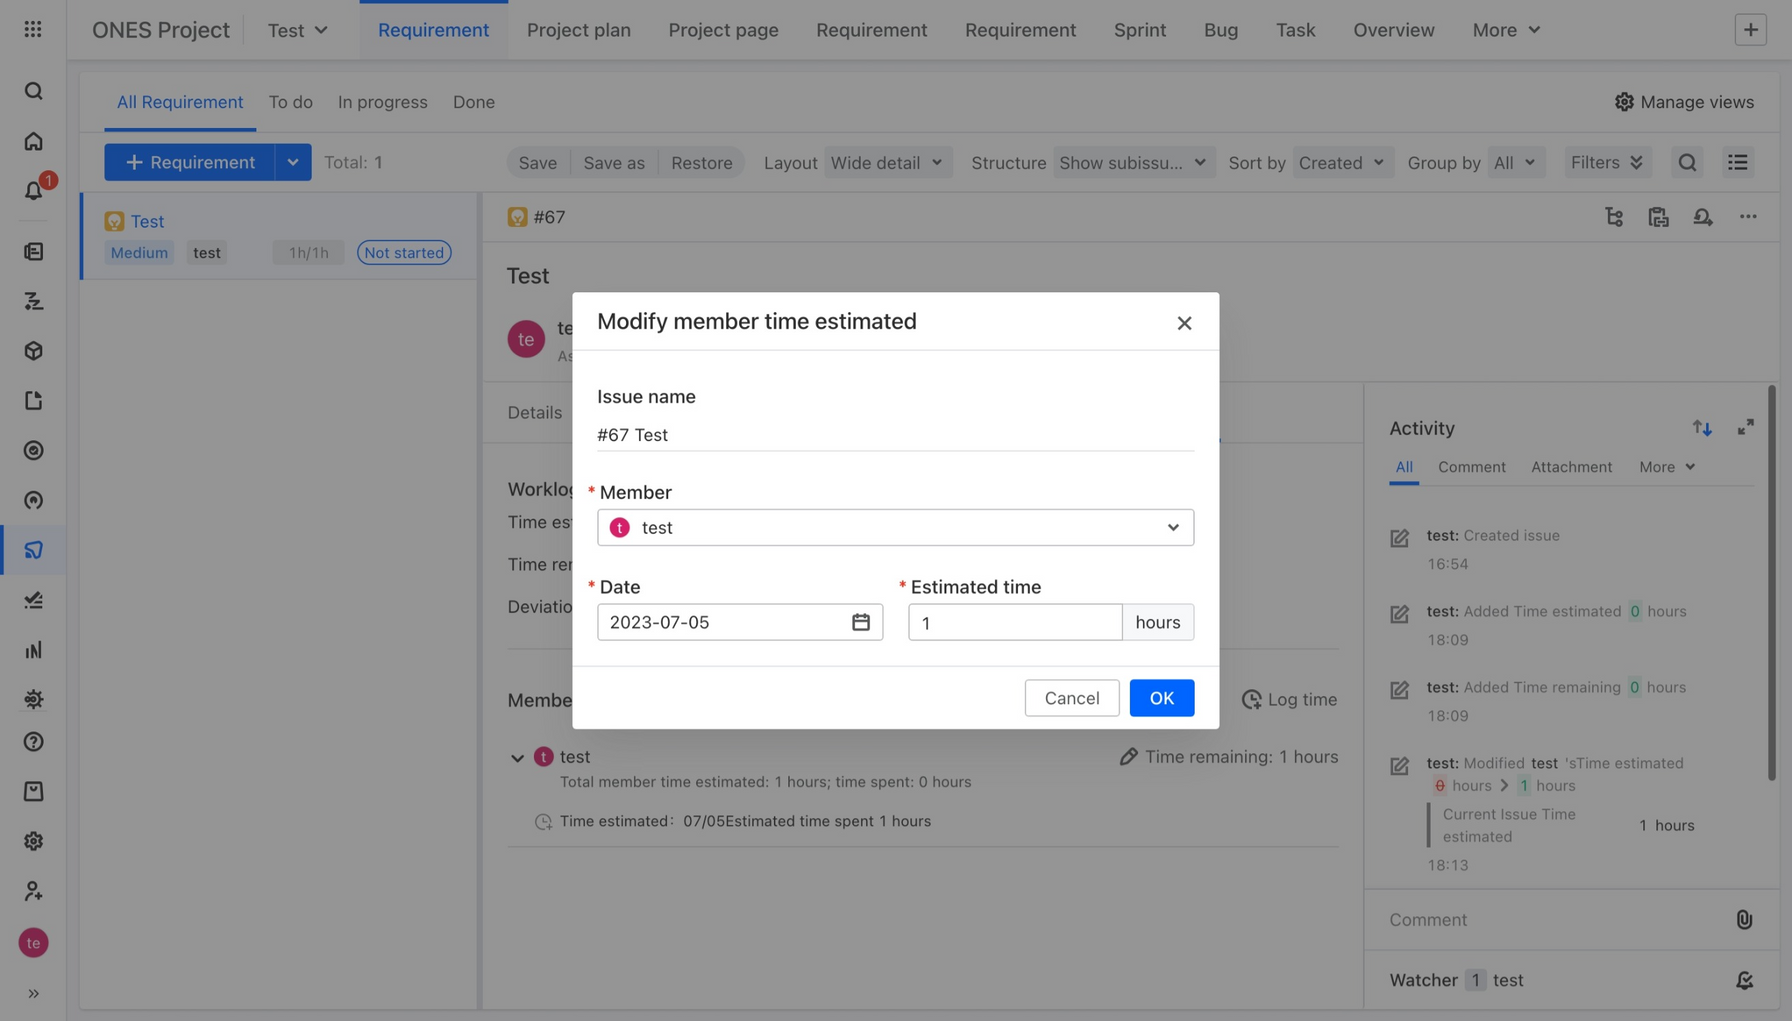 ONES Project
Test
Requirement
Project plan
Project page
Requirement
Requirement
Sprint
Bug
Task
Overview
More
All Requirement
To do
In progress
Done
Manage views
1
Requirement
Total: 1
Save
Save as
Restore
Layout
Wide detail
Structure
Show subissu...
Sort by
Created
Group by
All
Filters
Test
Medium
test
1h/1h
Not started
#67
Test
te
te
As
Modify member time estimated
Issue name
#67 Test
* Member
t
test
* Date
2023-07-05
* Estimated time
1
hours
Cancel
OK
Details
Worklo
Time es
Time re
Deviatio
Membe
Log time
t
test
Time remaining: 1 hours
Total member time estimated: 1 hours; time spent: 0 hours
Time estimated: 07/05Estimated time spent 1 hours
Activity
All
Comment
Attachment
More
test: Created issue
16:54
test: Added Time estimated 0 hours
18:09
test: Added Time remaining 0 hours
18:09
test: Modified test 'sTime estimated
0 hours > 1 hours
Current Issue Time
estimated
1 hours
18:13
Comment
Watcher 1 test
te